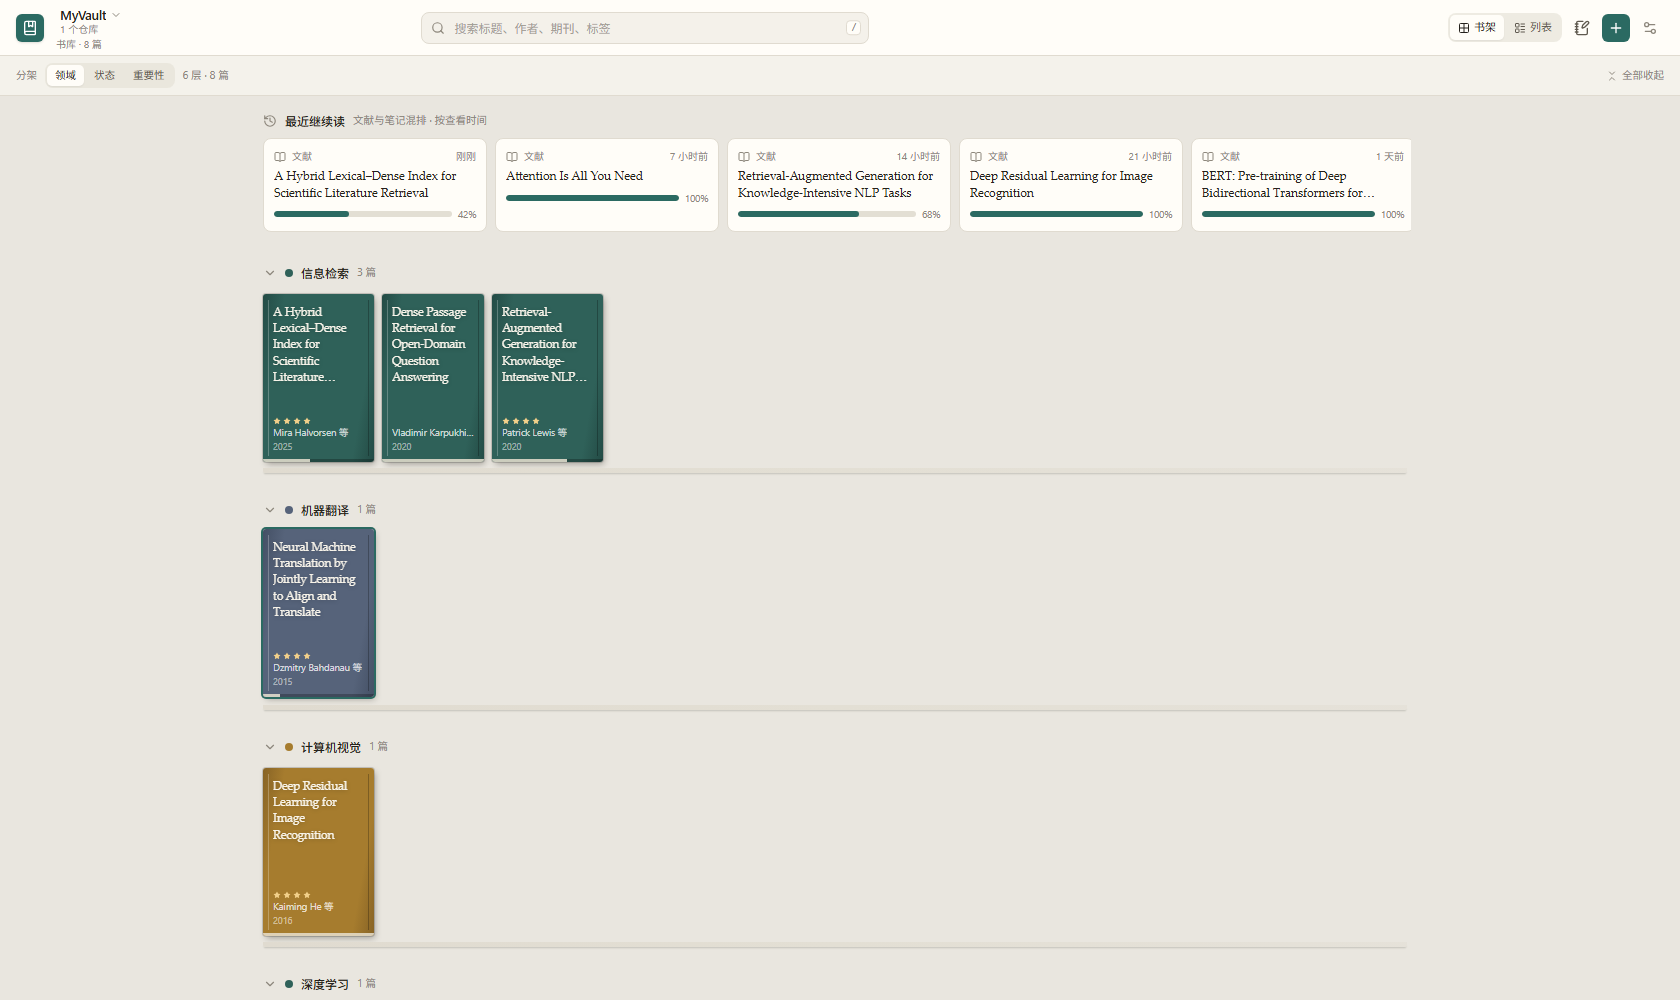 MyVault
1 个仓库
书库 · 8 篇
搜索标题、作者、期刊、标签
/
书架
列表
分架
领域
状态
重要性
6 层 · 8 篇
全部收起
最近继续读 文献与笔记混排 · 按查看时间
文献 刚刚
A Hybrid Lexical–Dense Index for
Scientific Literature Retrieval
42%
文献 7 小时前
Attention Is All You Need
100%
文献 14 小时前
Retrieval-Augmented Generation for
Knowledge-Intensive NLP Tasks
68%
文献 21 小时前
Deep Residual Learning for Image
Recognition
100%
文献 1 天前
BERT: Pre-training of Deep
Bidirectional Transformers for…
100%
信息检索 3 篇
A Hybrid
Lexical–Dense
Index for
Scientific
Literature…
Mira Halvorsen 等
2025
Dense Passage
Retrieval for
Open-Domain
Question
Answering
Vladimir Karpukhi…
2020
Retrieval-
Augmented
Generation for
Knowledge-
Intensive NLP…
Patrick Lewis 等
2020
机器翻译 1 篇
Neural Machine
Translation by
Jointly Learning
to Align and
Translate
Dzmitry Bahdanau 等
2015
计算机视觉 1 篇
Deep Residual
Learning for
Image
Recognition
Kaiming He 等
2016
深度学习 1 篇